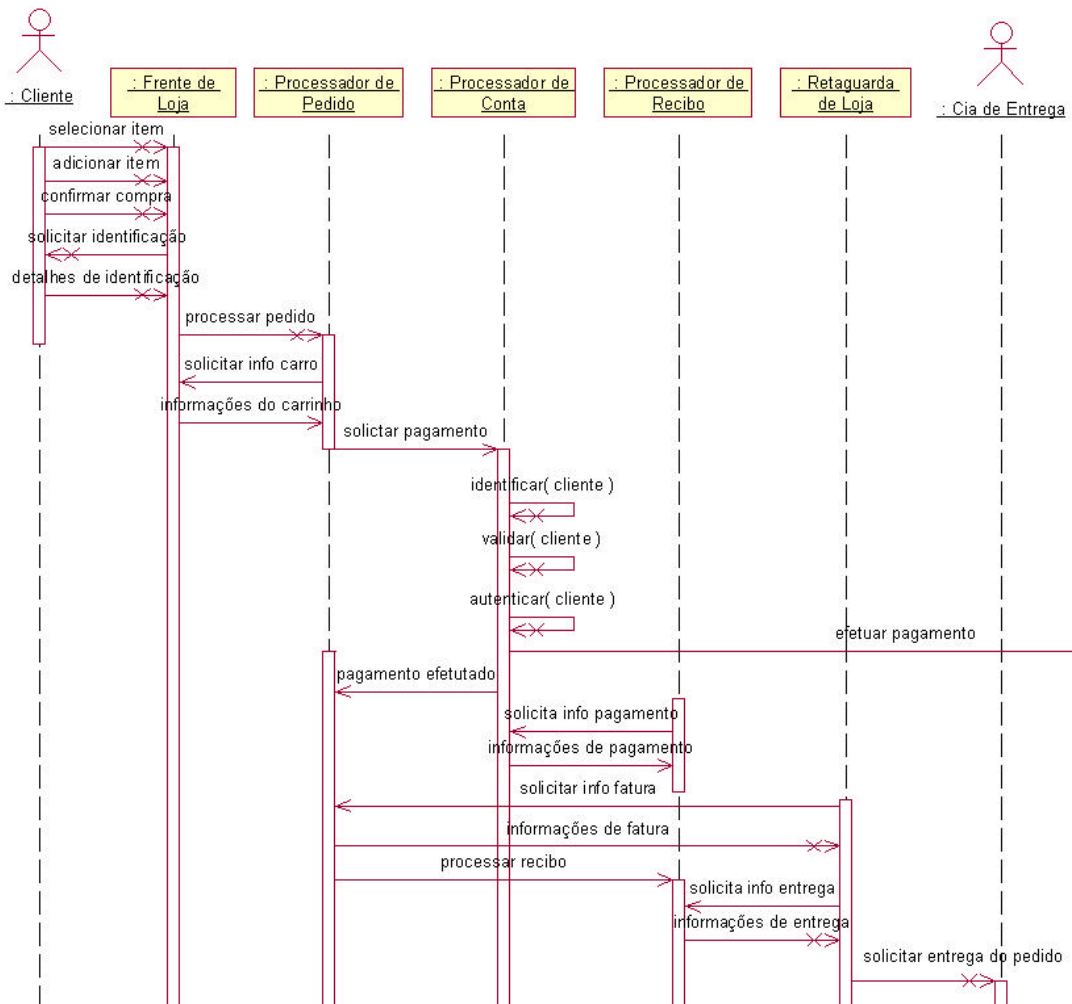 : Cliente
: Frente de
Loja
: Processador de
Pedido
: Processador de
Conta
: Processador de
Recibo
: Retaguarda
de Loja
: Cia de Entrega
selecionar item
adicionar item
confirmar compra
solicitar identificação
detalhes de identificação
processar pedido
solicitar info carro
informações do carrinho
solictar pagamento
identificar( cliente )
validar( cliente )
autenticar( cliente )
efetuar pagamento
pagamento efetutado
solicita info pagamento
informações de pagamento
solicitar info fatura
informações de fatura
processar recibo
solicita info entrega
informações de entrega
solicitar entrega do pedido